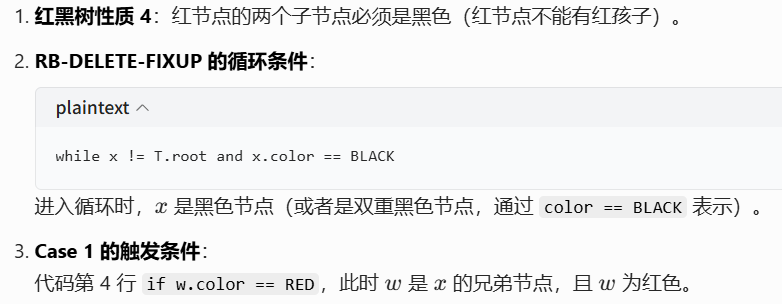 1. 红黑树性质 4：红节点的两个子节点必须是黑色（红节点不能有红孩子）。
2. RB-DELETE-FIXUP 的循环条件：
plaintext
while x != T.root and x.color == BLACK
进入循环时，x 是黑色节点（或者是双重黑色节点，通过 color == BLACK 表示）。
3. Case 1 的触发条件：
代码第 4 行 if w.color == RED，此时 w 是 x 的兄弟节点，且 w 为红色。